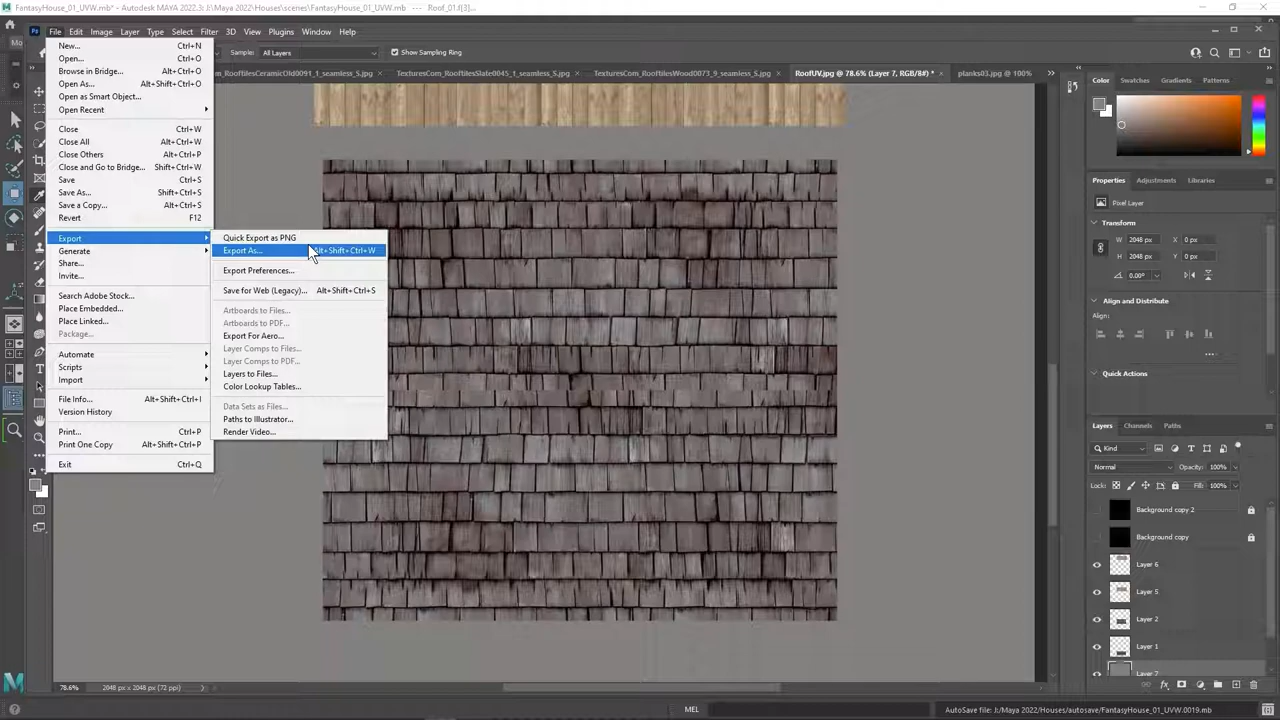 FantasyHouse_01_UVW.mb* - Autodesk MAYA 2022.3: J:\Maya 2022\Houses\scenes\FantasyHouse_01_UVW.mb --- Roof_01.f[3]...
File Edit Image Layer Type Select Filter 3D View Plugins Window Help
Sample: All Layers Show Sampling Ring
m_RooftilesCeramicOld0091_1_seamless_S.jpg × TexturesCom_RooftilesSlate0045_1_seamless_S.jpg × TexturesCom_RooftilesWood0073_9_seamless_S.jpg × RoofUV.jpg @ 78.6% (Layer 7, RGB/8#) * × planks03.jpg @ 100%
New... Ctrl+N
Open... Ctrl+O
Browse in Bridge... Alt+Ctrl+O
Open As... Alt+Shift+Ctrl+O
Open as Smart Object...
Open Recent
Close Ctrl+W
Close All Alt+Ctrl+W
Close Others Alt+Ctrl+P
Close and Go to Bridge... Shift+Ctrl+W
Save Ctrl+S
Save As... Shift+Ctrl+S
Save a Copy... Alt+Ctrl+S
Revert F12
Export
Generate
Share...
Invite...
Search Adobe Stock...
Place Embedded...
Place Linked...
Package...
Automate
Scripts
Import
File Info... Alt+Shift+Ctrl+I
Version History
Print... Ctrl+P
Print One Copy Alt+Shift+Ctrl+P
Exit Ctrl+Q
Quick Export as PNG
Export As... Alt+Shift+Ctrl+W
Export Preferences...
Save for Web (Legacy)... Alt+Shift+Ctrl+S
Artboards to Files...
Artboards to PDF...
Export For Aero...
Layer Comps to Files...
Layer Comps to PDF...
Layers to Files...
Color Lookup Tables...
Data Sets as Files...
Paths to Illustrator...
Render Video...
Color Swatches Gradients Patterns
Properties Adjustments Libraries
Pixel Layer
Transform
W 2048 px X 0 px
H 2048 px Y 0 px
0.00°
Align and Distribute
Align:
Quick Actions
Layers Channels Paths
Kind
Normal Opacity: 100%
Lock: Fill: 100%
Background copy 2
Background copy
Layer 6
Layer 5
Layer 2
Layer 1
Layer 7
78.6% 2048 px x 2048 px (72 ppi)
MEL AutoSave file: J:/Maya 2022/Houses/autosave/FantasyHouse_01_UVW.0019.mb